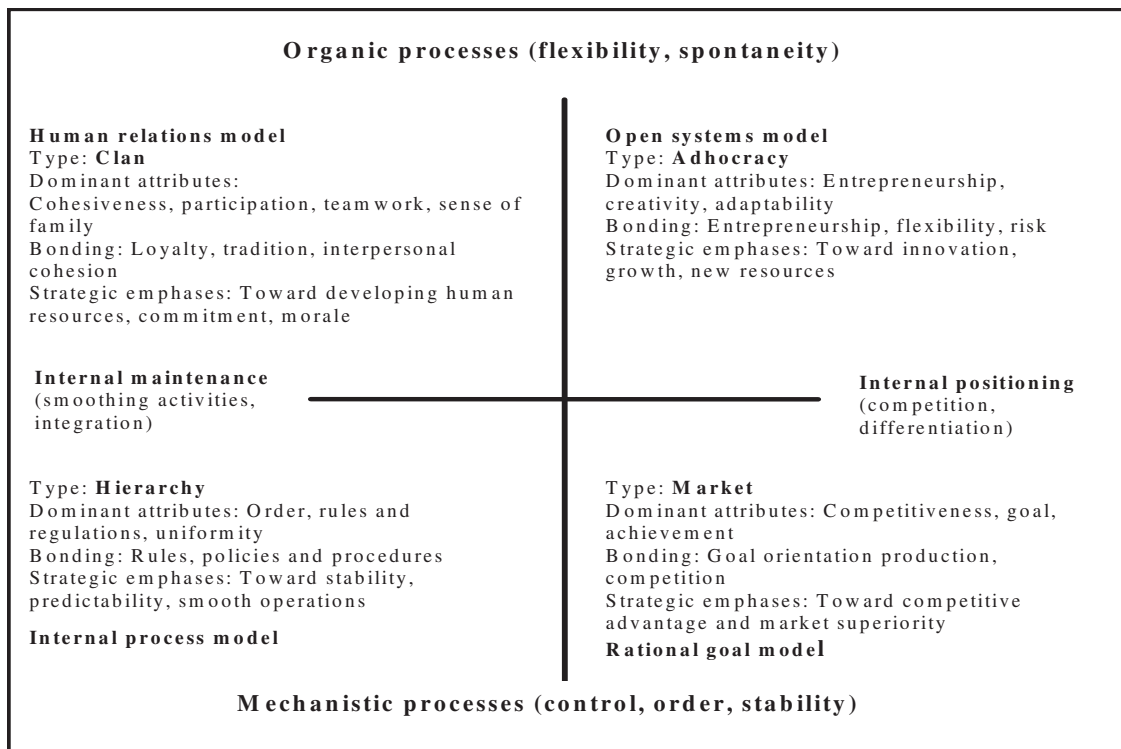 Organic processes (flexibility, spontaneity)
Human relations model
Type: Clan
Dominant attributes:
Cohesiveness, participation, teamwork, sense of
family
Bonding: Loyalty, tradition, interpersonal
cohesion
Strategic emphases: Toward developing human
resources, commitment, morale
Open systems model
Type: Adhocracy
Dominant attributes: Entrepreneurship,
creativity, adaptability
Bonding: Entrepreneurship, flexibility, risk
Strategic emphases: Toward innovation,
growth, new resources
Internal maintenance
(smoothing activities,
integration)
Internal positioning
(competition,
differentiation)
Type: Hierarchy
Dominant attributes: Order, rules and
regulations, uniformity
Bonding: Rules, policies and procedures
Strategic emphases: Toward stability,
predictability, smooth operations
Internal process model
Type: Market
Dominant attributes: Competitiveness, goal,
achievement
Bonding: Goal orientation production,
competition
Strategic emphases: Toward competitive
advantage and market superiority
Rational goal model
Mechanistic processes (control, order, stability)